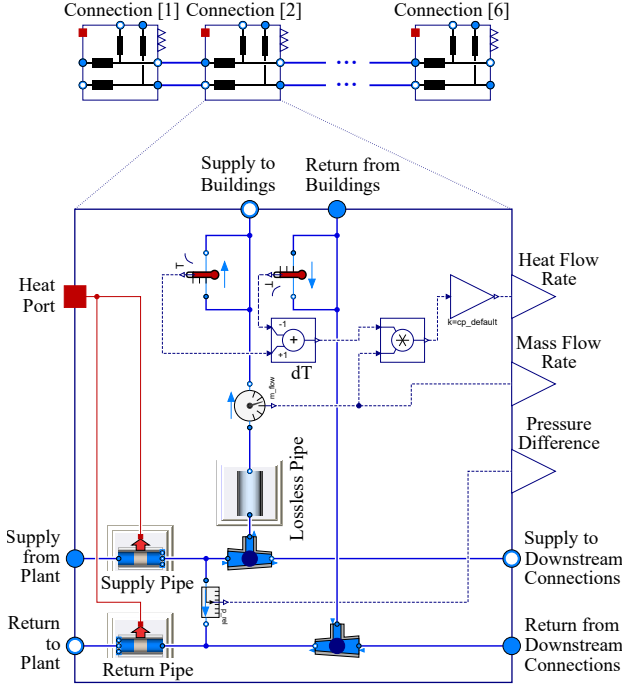 Connection [1]
Connection [2]
Connection [6]
Supply to
Buildings
Return from
Buildings
Heat
Port
T
T
-1
+1
dT
k=cp_default
Heat Flow
Rate
Mass Flow
Rate
Pressure
Difference
m_flow
Lossless Pipe
Supply
from
Plant
Supply Pipe
p_rel
Supply to
Downstream
Connections
Return
to
Plant
Return Pipe
Return from
Downstream
Connections